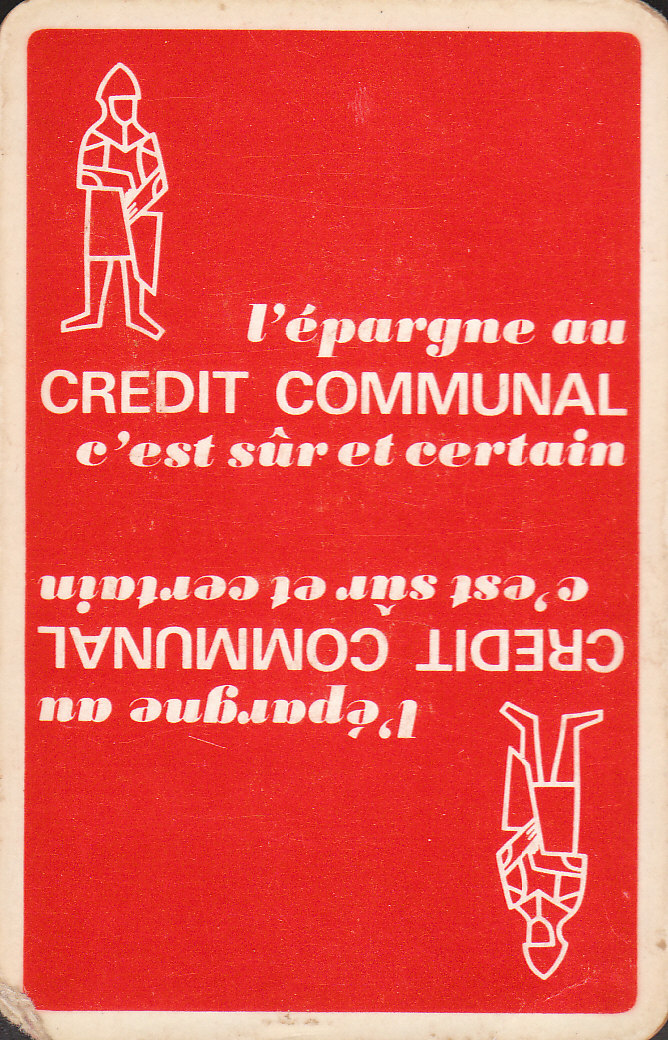 l'épargne au
CREDIT COMMUNAL
c'est sûr et certain
l'épargne au
CREDIT COMMUNAL
c'est sûr et certain